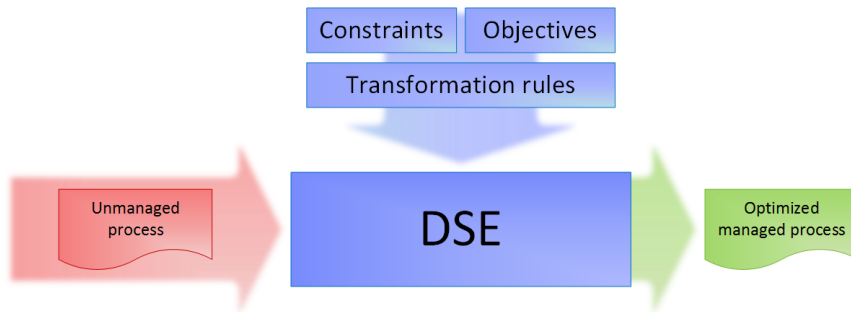 Constraints
Objectives
Transformation rules
Unmanaged
process
DSE
Optimized
managed process